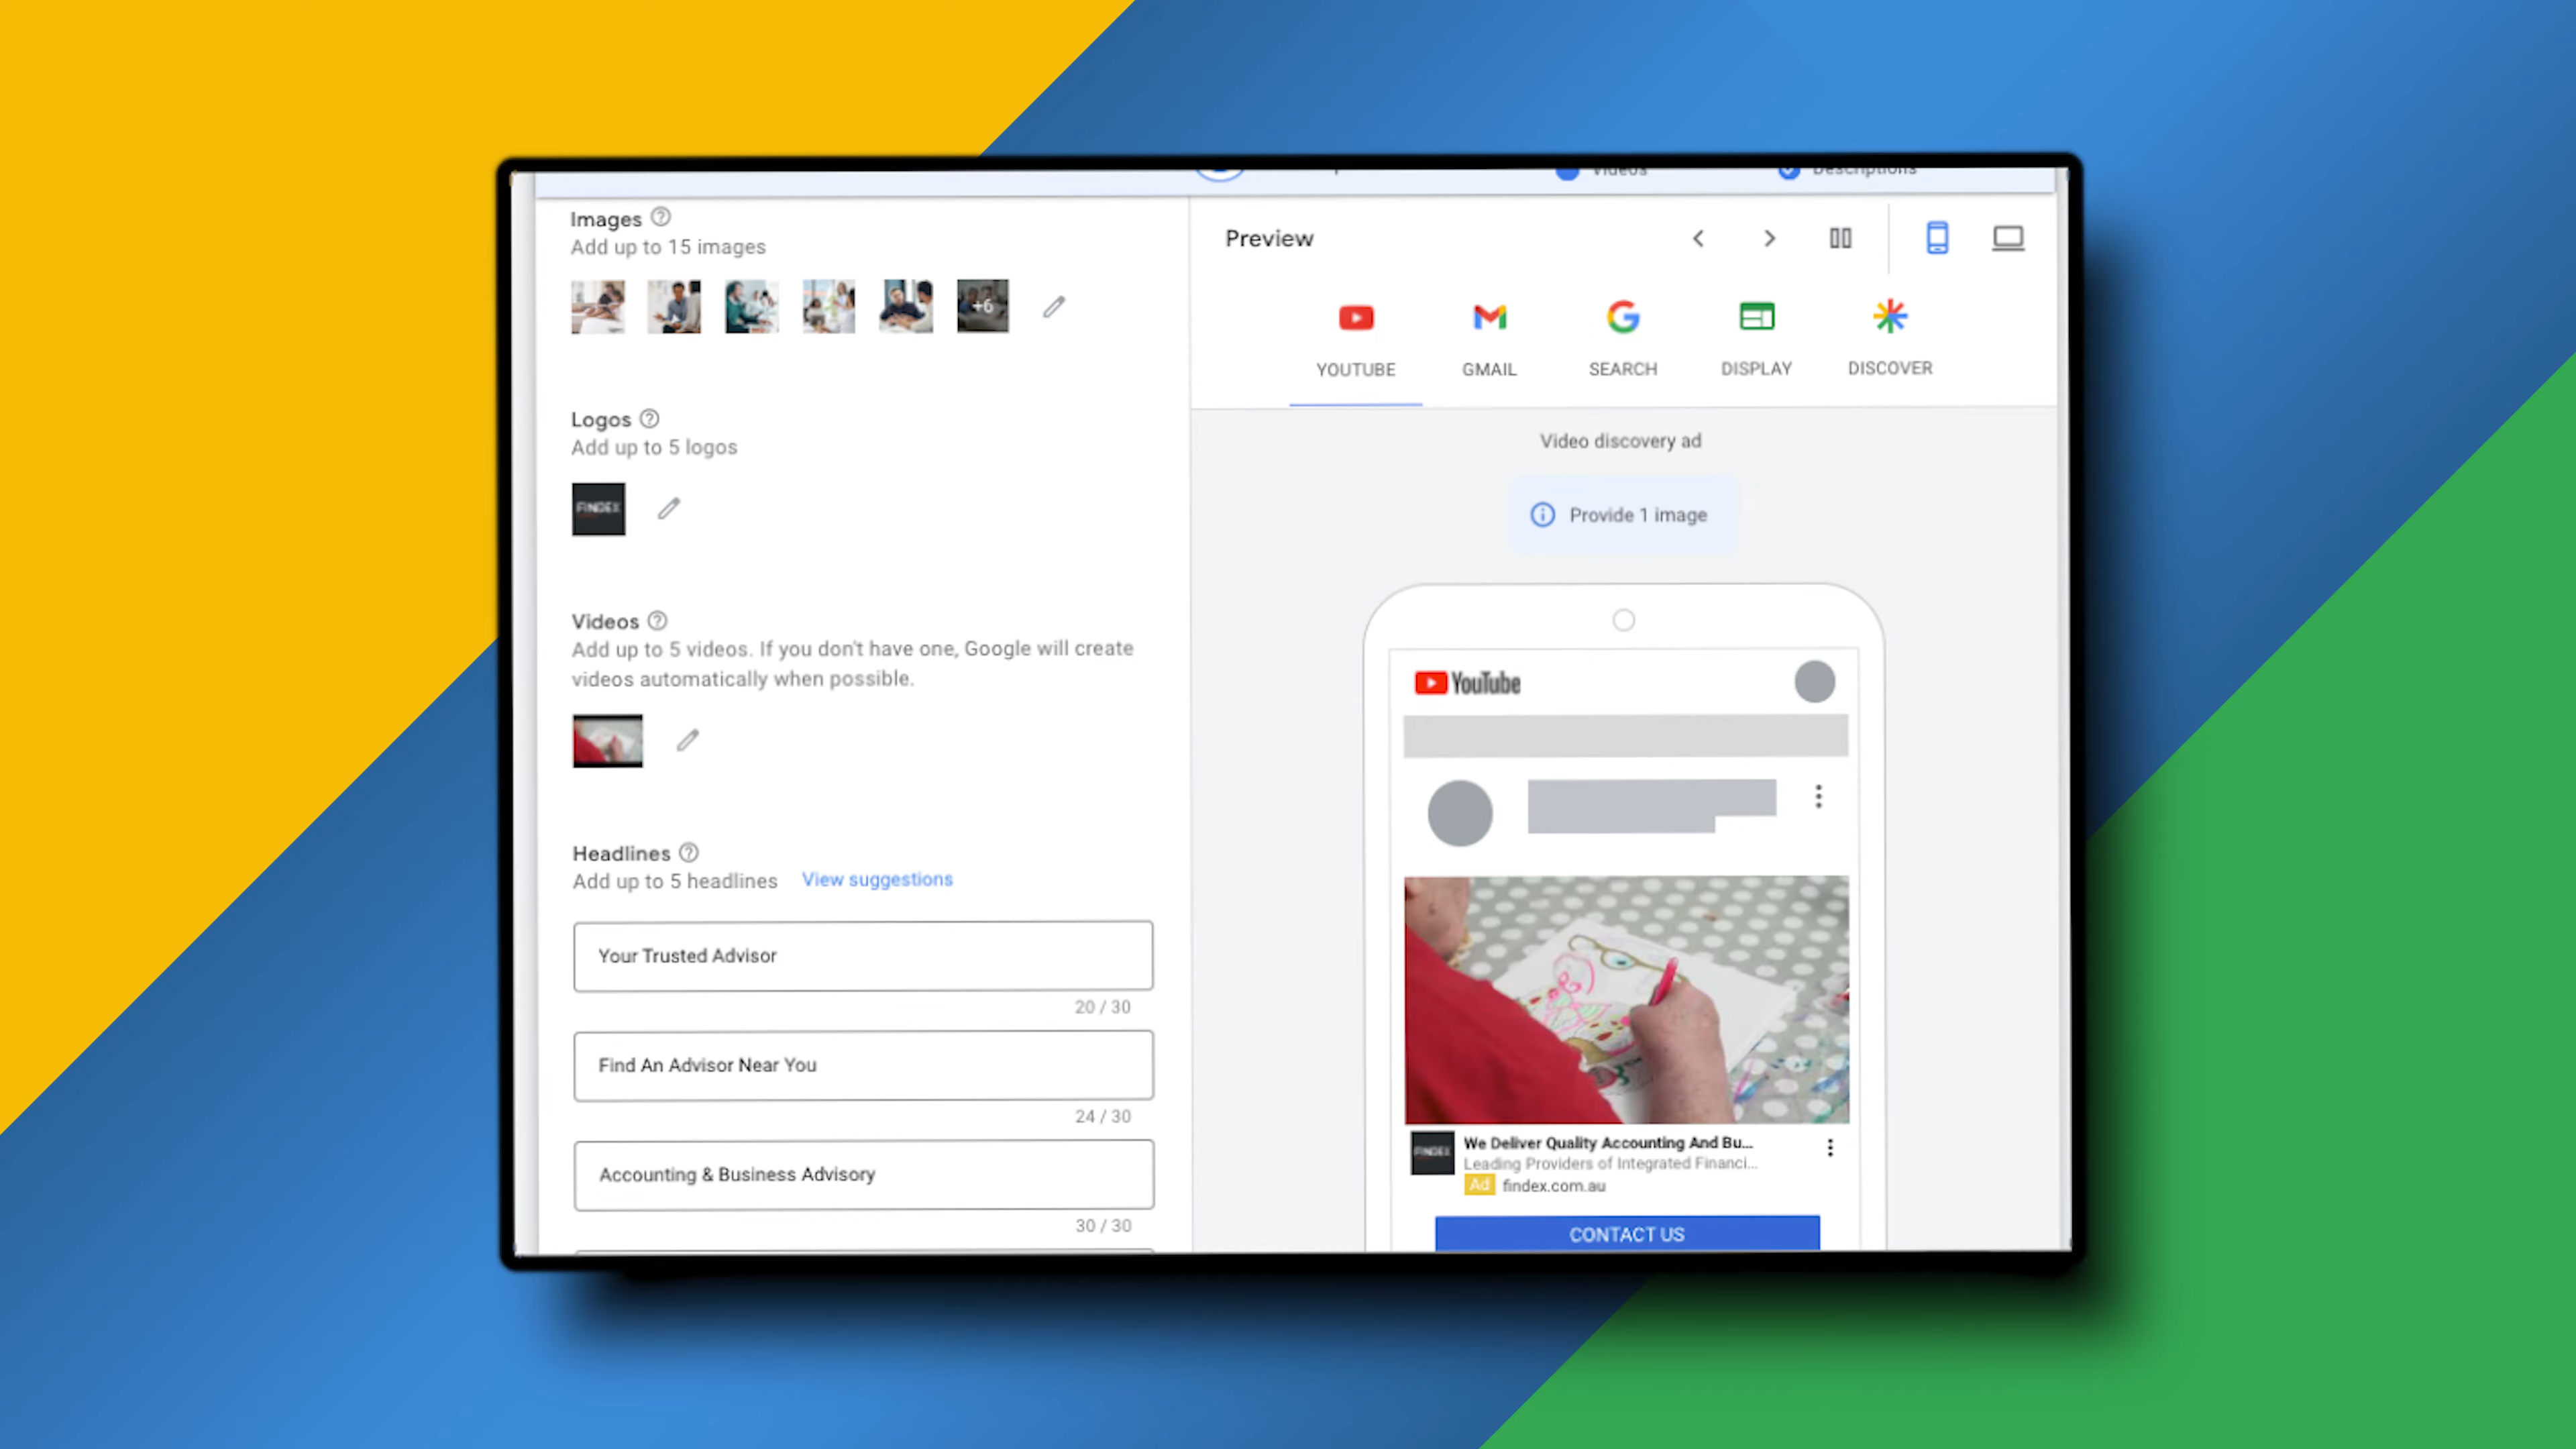 Videos
Descriptions
Images
Add up to 15 images
+6
Logos
Add up to 5 logos
FINDEX
Videos
Add up to 5 videos. If you don't have one, Google will create
videos automatically when possible.
Headlines
Add up to 5 headlines View suggestions
Your Trusted Advisor
20 / 30
Find An Advisor Near You
24 / 30
Accounting & Business Advisory
30 / 30
Preview
YOUTUBE GMAIL SEARCH DISPLAY DISCOVER
Video discovery ad
Provide 1 image
YouTube
FINDEX
We Deliver Quality Accounting And Bu...
Leading Providers of Integrated Financi...
Ad findex.com.au
CONTACT US